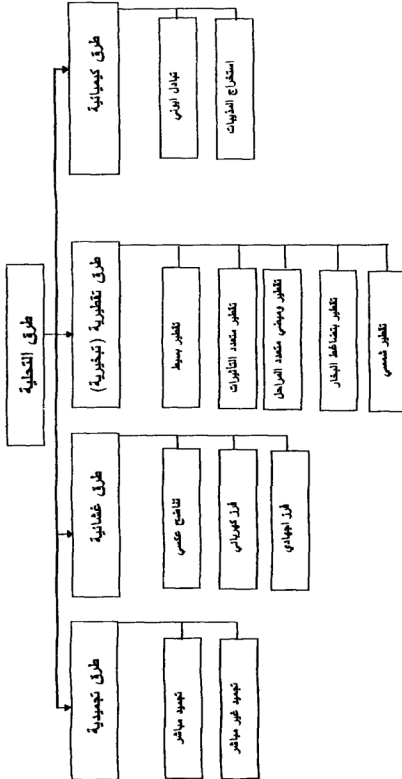 طرق التحلية
طرق كيميائية
تبادل ايوني
استخراج المذيبات
طرق تقطيرية (تبخيرية)
تقطير بسيط
تقطير متعدد التأثيرات
تقطير وميضي متعدد المراحل
تقطير بتضاغط البخار
تقطير شمسي
طرق غشائية
تناضح عكسي
فرز كهربائي
فرز اجهادي
طرق تجميدية
تجميد مباشر
تجميد غير مباشر